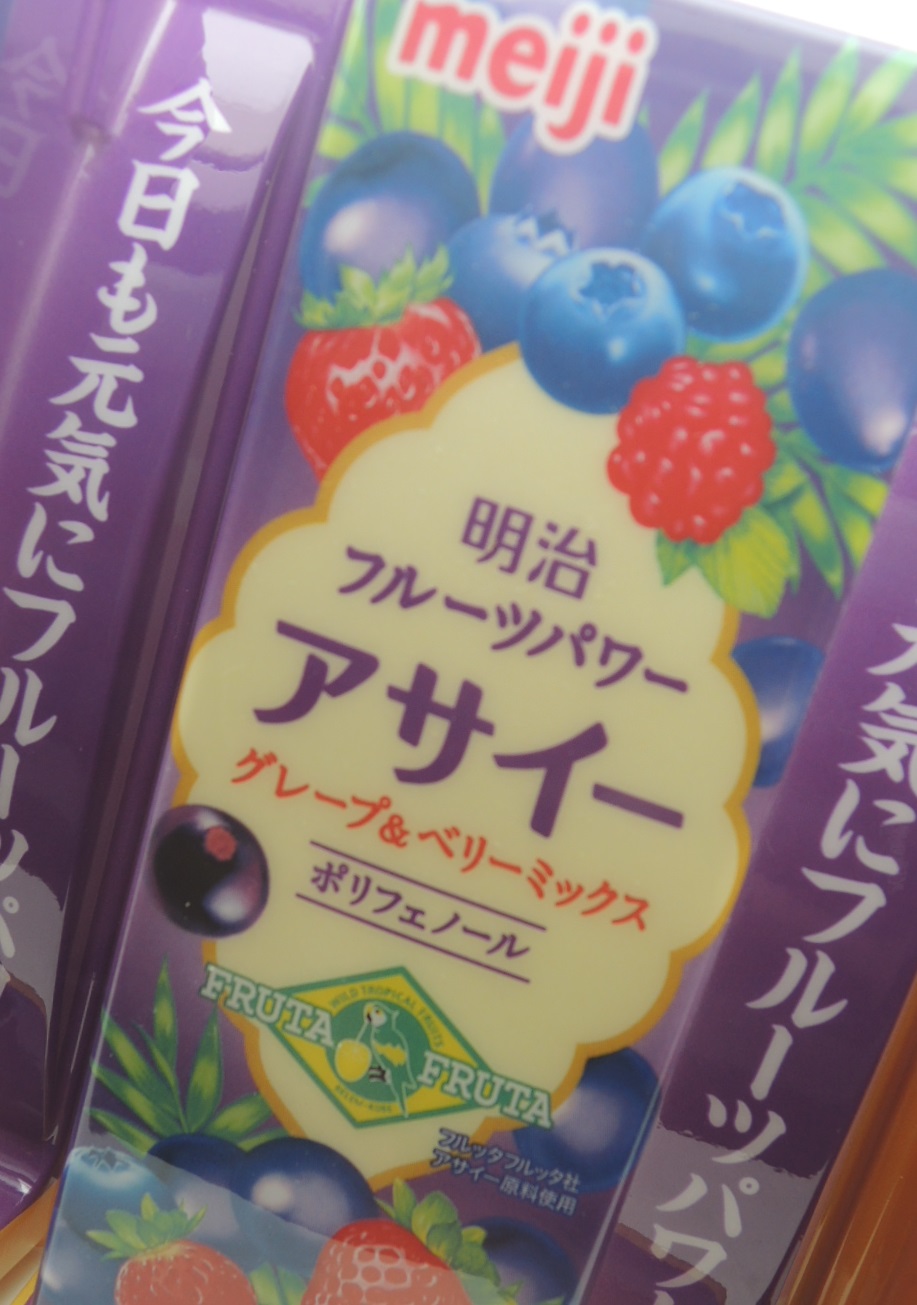 meiji
今日も元気にフルーツパ
明治
フルーツパワー
アサイー
グレープ&ベリーミックス
ポリフェノール
FRUTA
WILD TROPICAL FRUITS
FRUTA
フルッタフルッタ社
アサイー原料使用
元気にフルーツパワー
今日